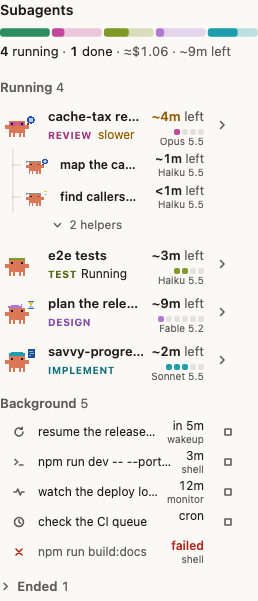 Subagents
4 running · 1 done · ≈$1.06 · ~9m left
Running 4
cache-tax re... ~4m left
REVIEW slower
Opus 5.5
map the ca... ~1m left
Haiku 5.5
find callers... <1m left
Haiku 5.5
2 helpers
e2e tests ~3m left
TEST Running
Haiku 5.5
plan the rele... ~9m left
DESIGN
Fable 5.2
savvy-progre... ~2m left
IMPLEMENT
Sonnet 5.5
Background 5
resume the release... in 5m
wakeup
npm run dev -- --port... 3m
shell
watch the deploy lo... 12m
monitor
check the CI queue cron
npm run build:docs failed
shell
Ended 1